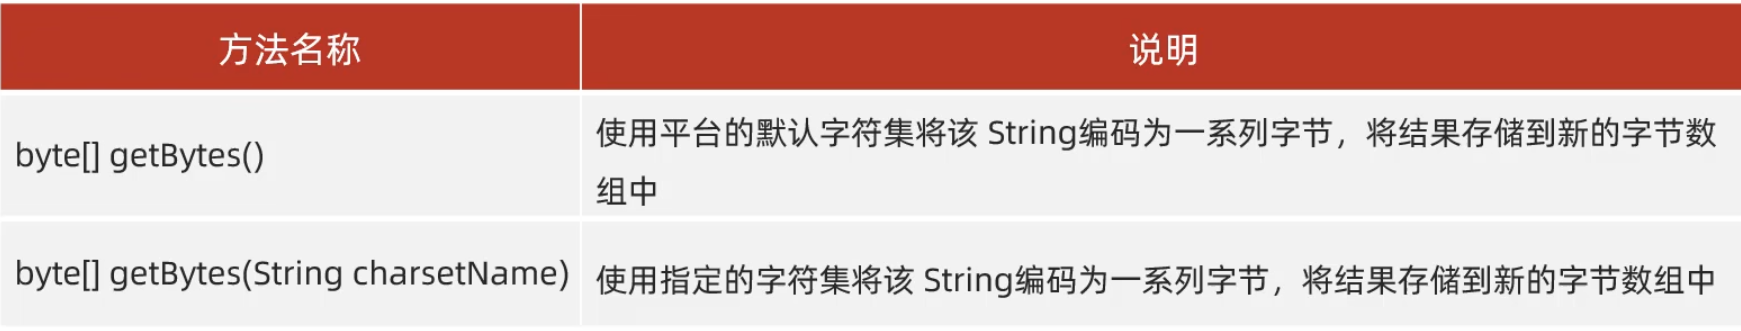 方法名称
说明
byte[] getBytes()
使用平台的默认字符集将该 String编码为一系列字节，将结果存储到新的字节数
组中
byte[] getBytes(String charsetName)
使用指定的字符集将该 String编码为一系列字节，将结果存储到新的字节数组中